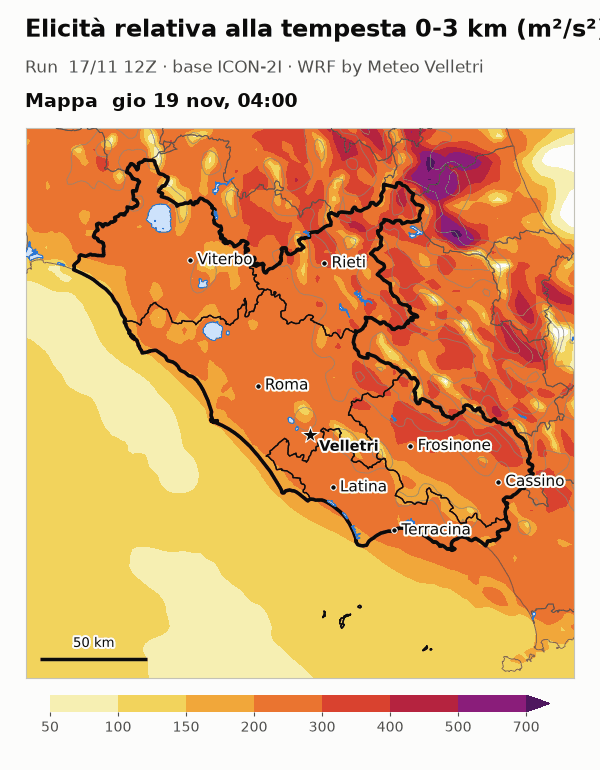 Elicità relativa alla tempesta 0-3 km (m²/s²)
Run 17/11 12Z · base ICON-2I · WRF by Meteo Velletri
Mappa gio 19 nov, 04:00
Viterbo
Rieti
Roma
Velletri
Frosinone
Cassino
Latina
Terracina
50 km
50 100 150 200 300 400 500 700